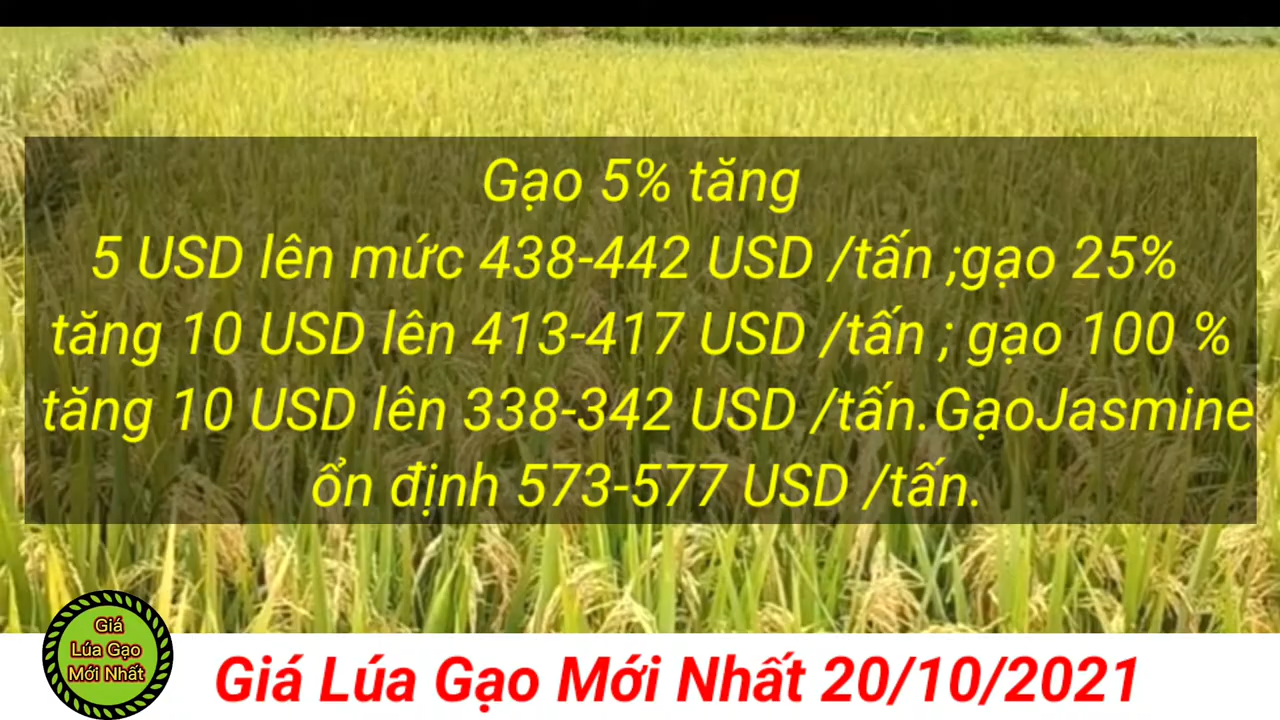 Gạo 5% tăng
5 USD lên mức 438-442 USD /tấn ;gạo 25%
tăng 10 USD lên 413-417 USD /tấn ; gạo 100 %
tăng 10 USD lên 338-342 USD /tấn.GạoJasmine
ổn định 573-577 USD /tấn.
Giá
Lúa Gạo
Mới Nhất
Giá Lúa Gạo Mới Nhất 20/10/2021